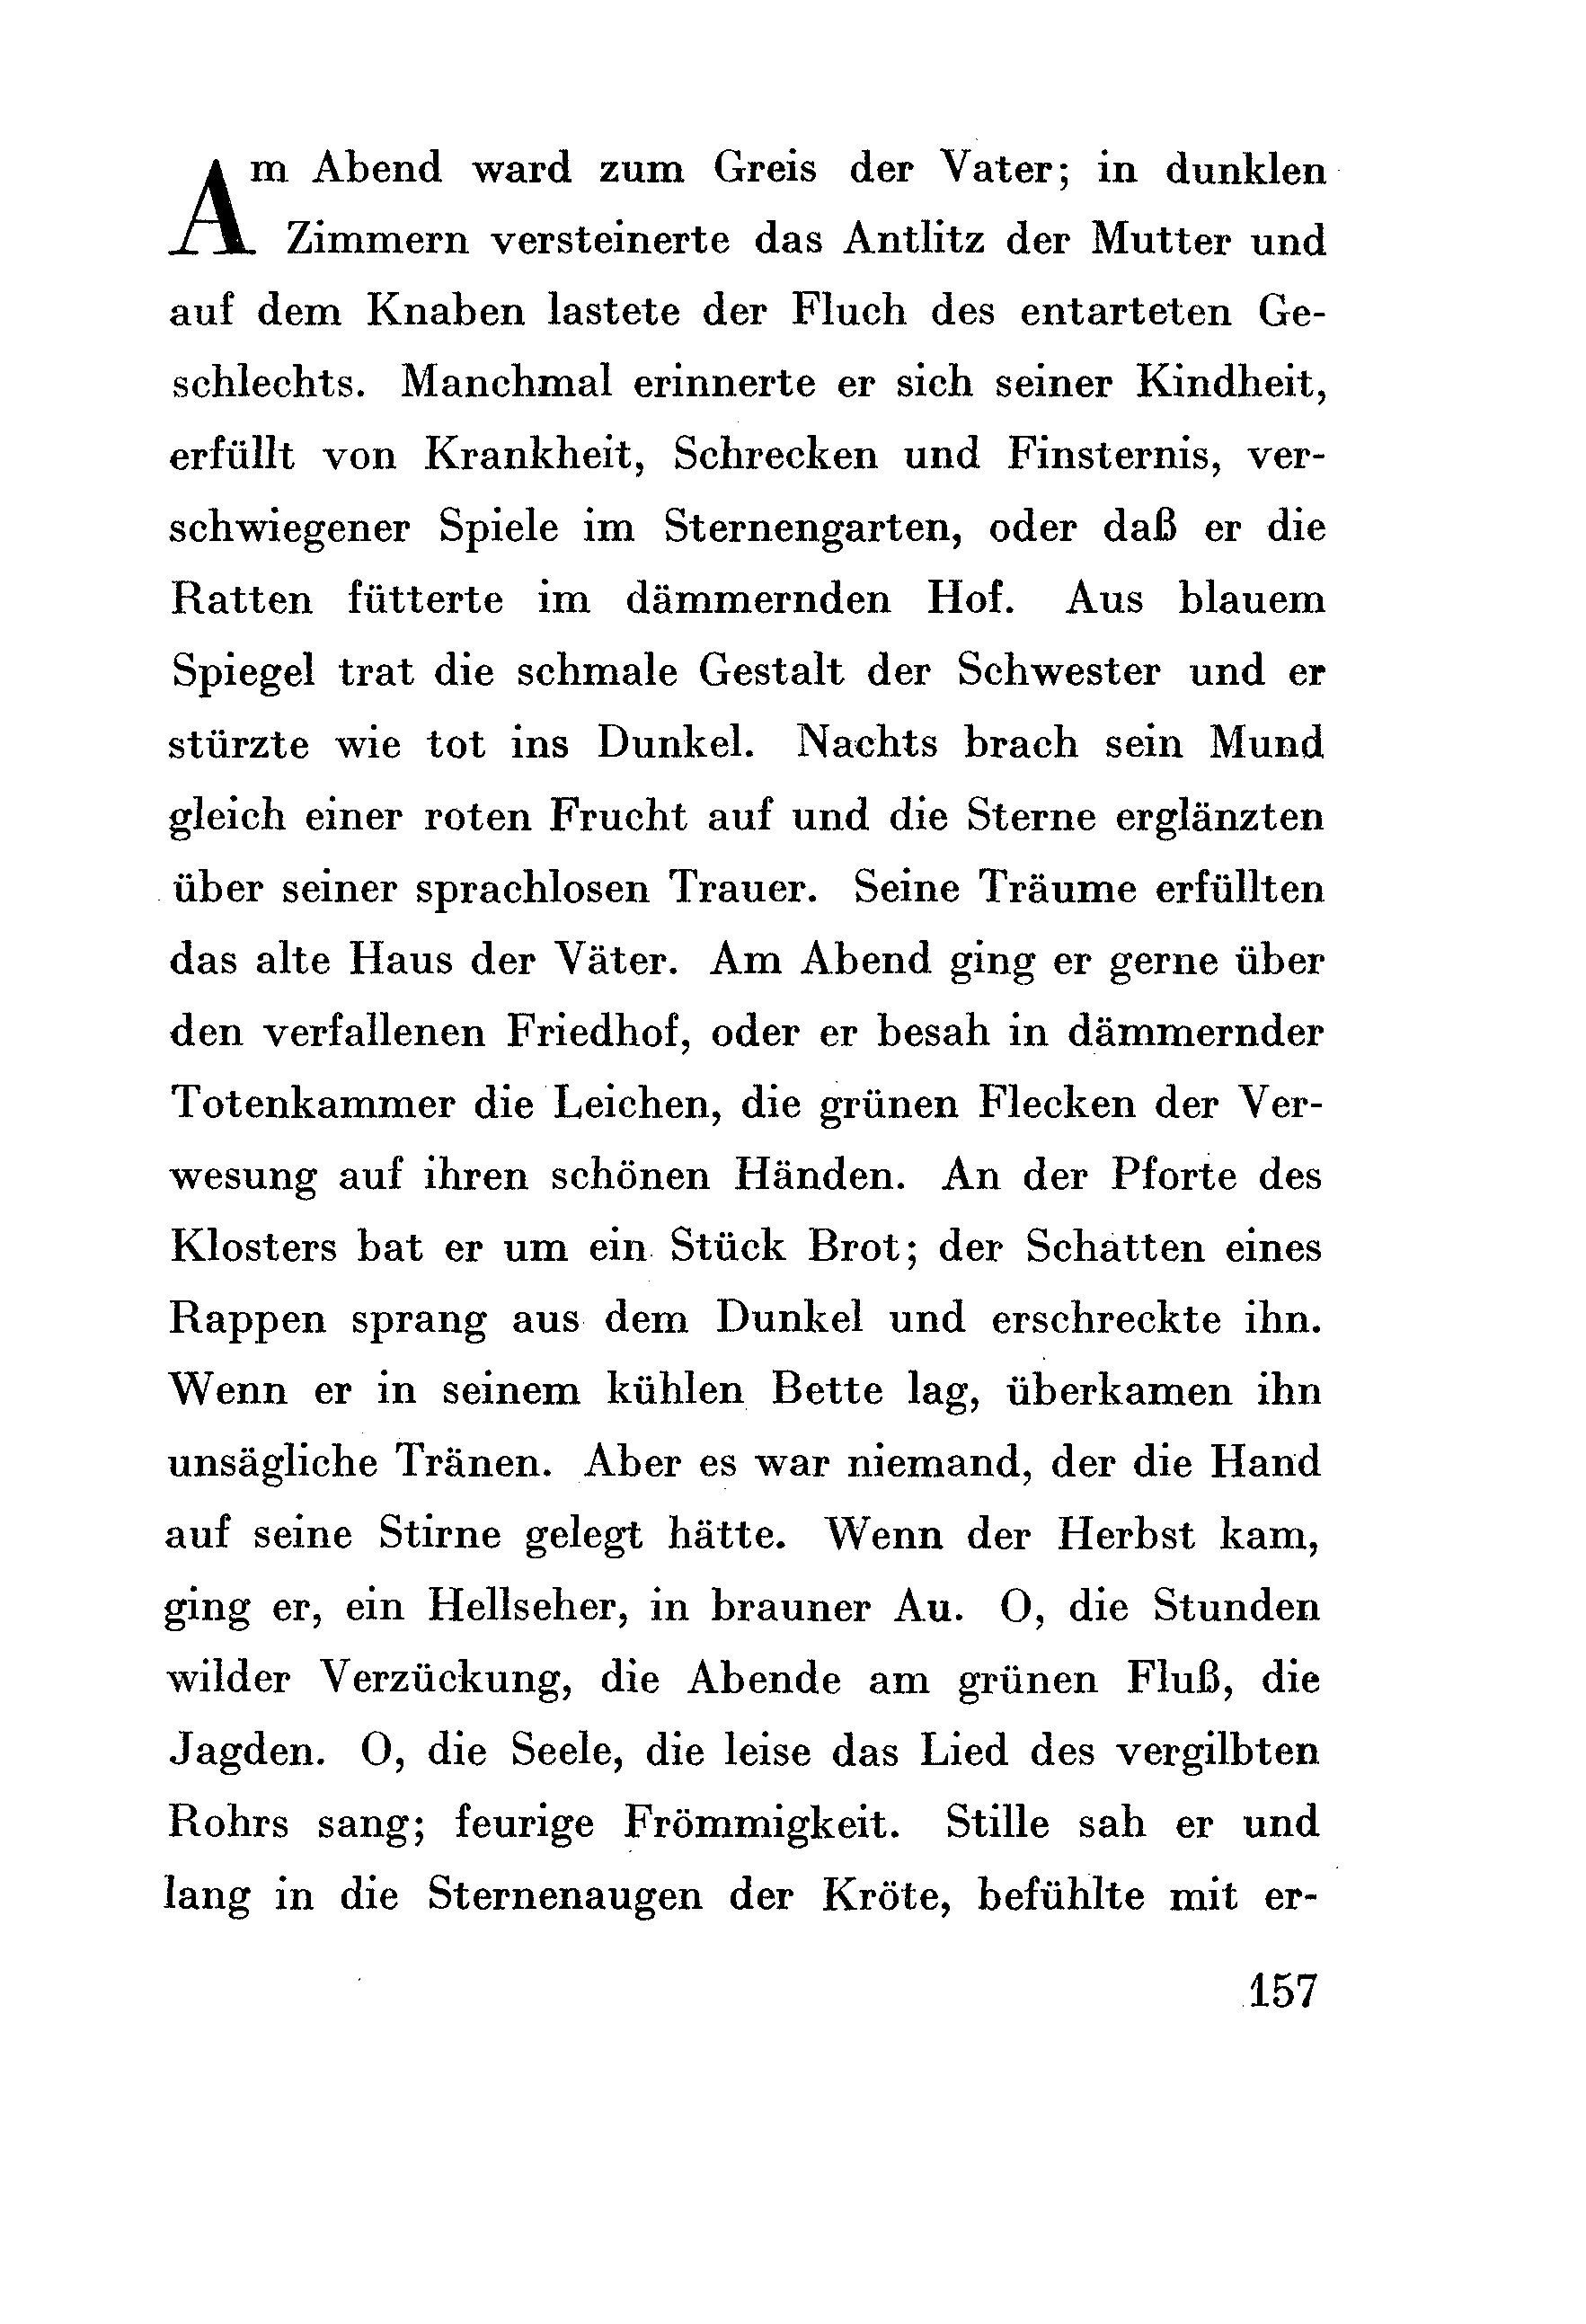 Am Abend ward zum Greis der Vater; in dunklen
Zimmern versteinerte das Antlitz der Mutter und
auf dem Knaben lastete der Fluch des entarteten Ge-
schlechts. Manchmal erinnerte er sich seiner Kindheit,
erfüllt von Krankheit, Schrecken und Finsternis, ver-
schwiegener Spiele im Sternengarten, oder daß er die
Ratten fütterte im dämmernden Hof. Aus blauem
Spiegel trat die schmale Gestalt der Schwester und er
stürzte wie tot ins Dunkel. Nachts brach sein Mund
gleich einer roten Frucht auf und die Sterne erglänzten
über seiner sprachlosen Trauer. Seine Träume erfüllten
das alte Haus der Väter. Am Abend ging er gerne über
den verfallenen Friedhof, oder er besah in dämmernder
Totenkammer die Leichen, die grünen Flecken der Ver-
wesung auf ihren schönen Händen. An der Pforte des
Klosters bat er um ein Stück Brot; der Schatten eines
Rappen sprang aus dem Dunkel und erschreckte ihn.
Wenn er in seinem kühlen Bette lag, überkamen ihn
unsägliche Tränen. Aber es war niemand, der die Hand
auf seine Stirne gelegt hätte. Wenn der Herbst kam,
ging er, ein Hellseher, in brauner Au. O, die Stunden
wilder Verzückung, die Abende am grünen Fluß, die
Jagden. O, die Seele, die leise das Lied des vergilbten
Rohrs sang; feurige Frömmigkeit. Stille sah er und
lang in die Sternenaugen der Kröte, befühlte mit er-
157